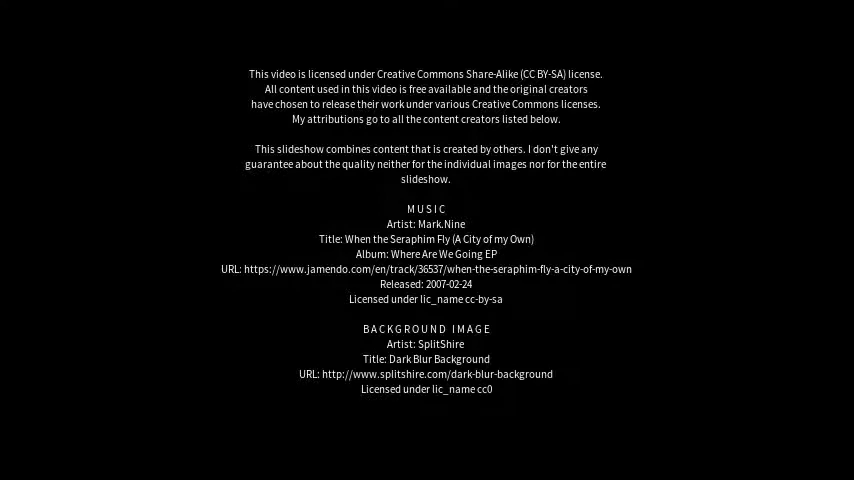 This video is licensed under Creative Commons Share-Alike (CC BY-SA) license.
All content used in this video is free available and the original creators
have chosen to release their work under various Creative Commons licenses.
My attributions go to all the content creators listed below.
This slideshow combines content that is created by others. I don't give any
guarantee about the quality neither for the individual images nor for the entire
slideshow.
MUSIC
Artist: Mark.Nine
Title: When the Seraphim Fly (A City of my Own)
Album: Where Are We Going EP
URL: https://www.jamendo.com/en/track/36537/when-the-seraphim-fly-a-city-of-my-own
Released: 2007-02-24
Licensed under lic_name cc-by-sa
BACKGROUND IMAGE
Artist: SplitShire
Title: Dark Blur Background
URL: http://www.splitshire.com/dark-blur-background
Licensed under lic_name cc0